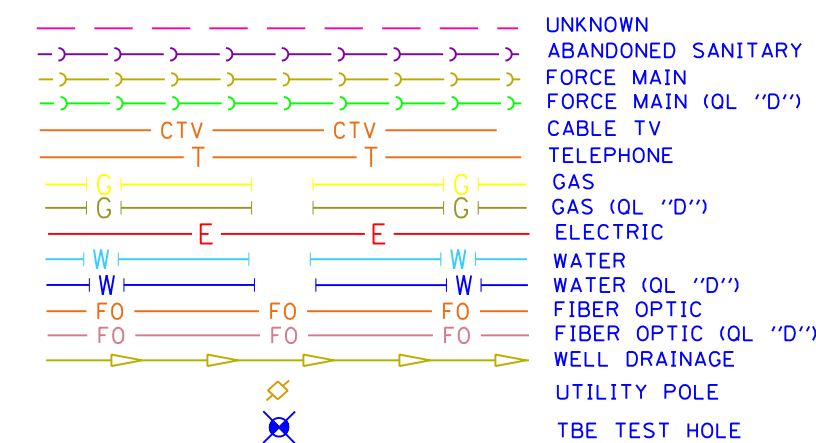 UNKNOWN
ABANDONED SANITARY
FORCE MAIN
FORCE MAIN (QL "D")
CTV CTV CABLE TV
T T TELEPHONE
G G GAS
G G GAS (QL "D")
E E ELECTRIC
W W WATER
W W WATER (QL "D")
FO FO FO FIBER OPTIC
FO FO FO FIBER OPTIC (QL "D")
WELL DRAINAGE
UTILITY POLE
TBE TEST HOLE